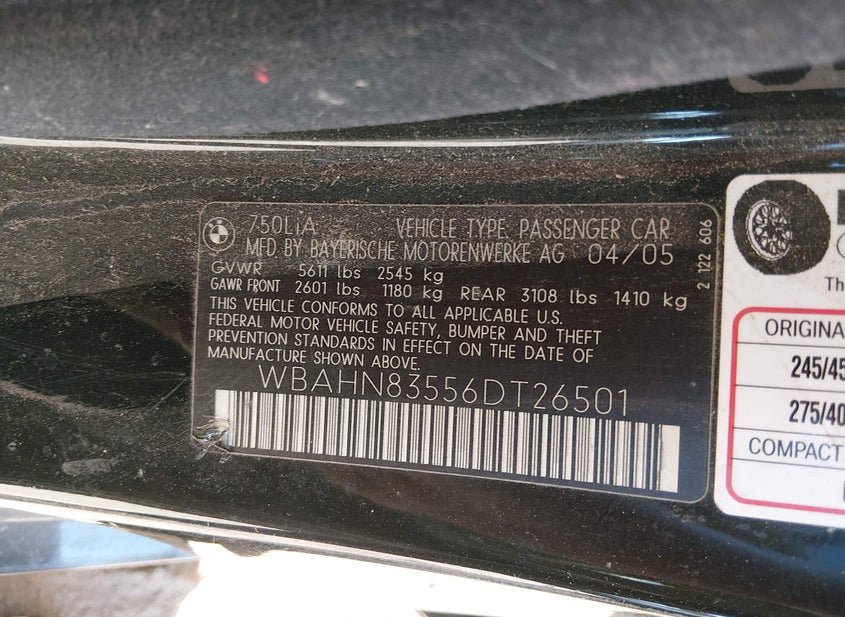 750LiA VEHICLE TYPE, PASSENGER CAR
MFD BY BAYERISCHE MOTORENWERKE AG 04/05
GVWR 5611 lbs 2545 kg
GAWR FRONT 2601 lbs 1180 kg REAR 3108 lbs 1410 kg
THIS VEHICLE CONFORMS TO ALL APPLICABLE U.S.
FEDERAL MOTOR VEHICLE SAFETY, BUMPER AND THEFT
PREVENTION STANDARDS IN EFFECT ON THE DATE OF
MANUFACTURE SHOWN ABOVE.
WBAHN83556DT26501
2 122 606
Th
ORIGINA
245/45
275/40
COMPACT